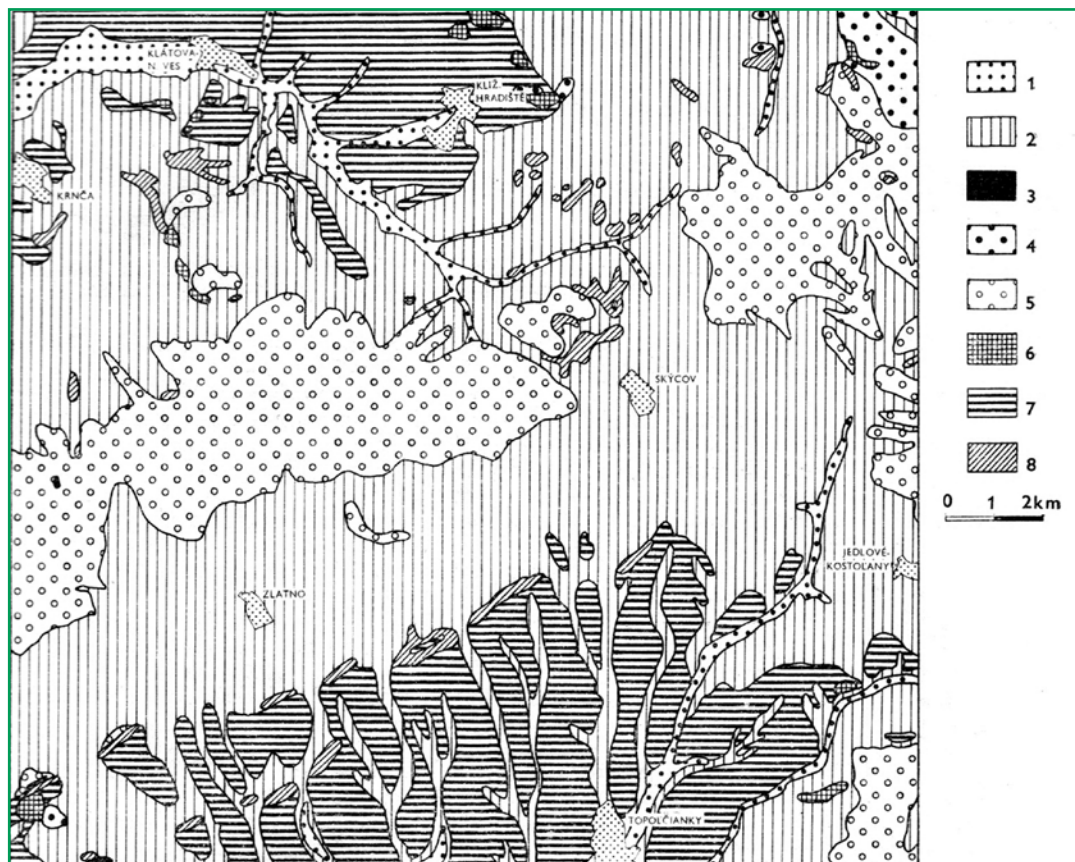 KLÁTOVA
N. VES
KLIŽ.
HRADIŠTĚ
KRNČA
SKÝCOV
JEDLOVÉ-
KOSTOĽANY
ZLATNO
TOPOĽČIANKY
1
2
3
4
5
6
7
8
0 1 2km